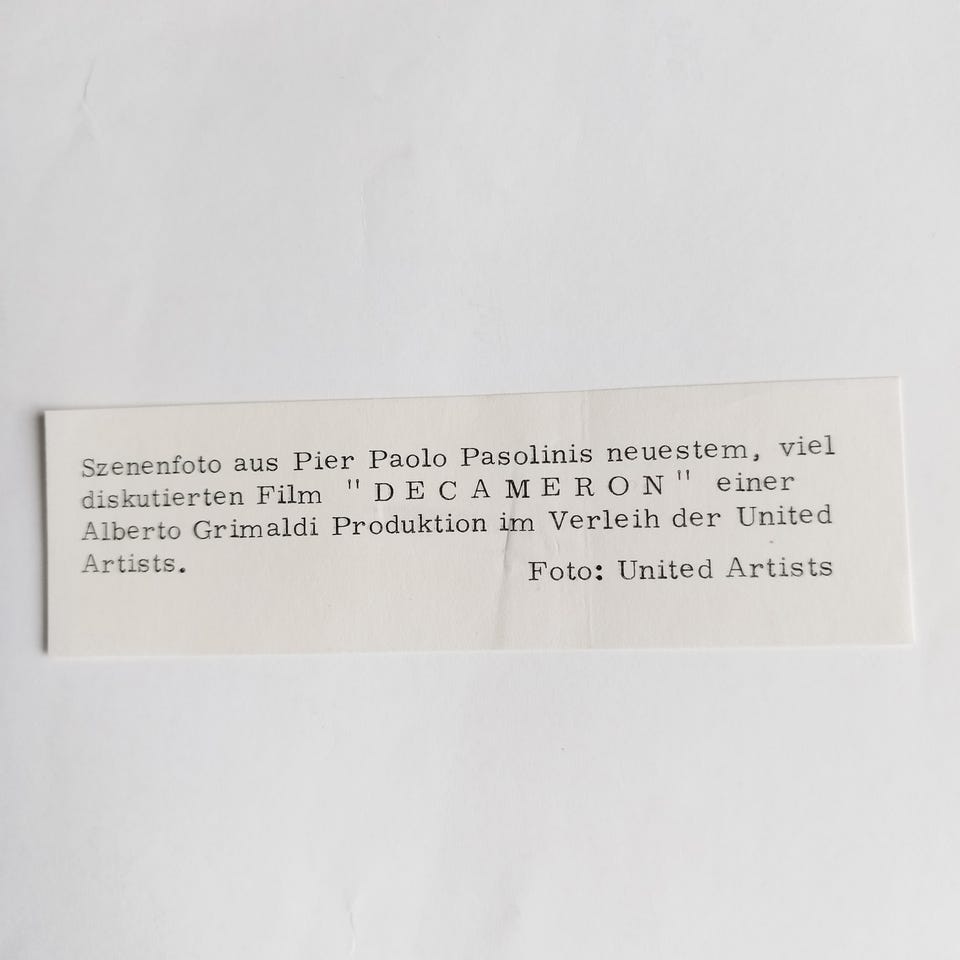 Szenenfoto aus Pier Paolo Pasolinis neuestem, viel
diskutierten Film "D E C A M E R O N" einer
Alberto Grimaldi Produktion im Verleih der United
Artists.
Foto: United Artists